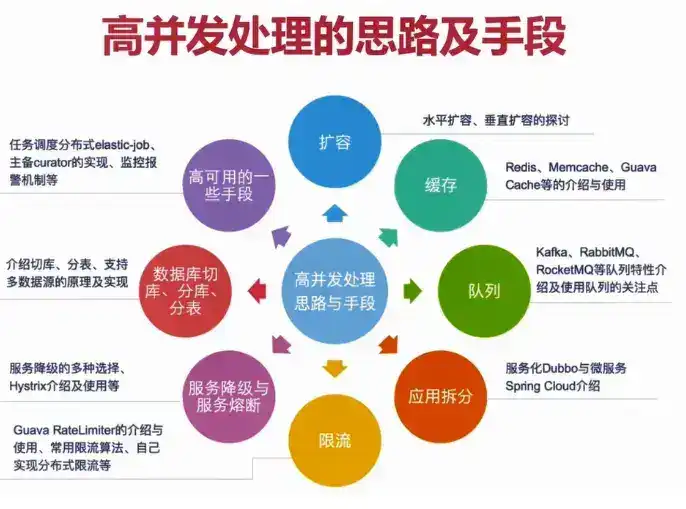 高并发处理的思路及手段
扩容
水平扩容、垂直扩容的探讨
缓存
Redis、Memcache、Guava
Cache等的介绍与使用
队列
Kafka、RabbitMQ、
RocketMQ等队列特性介
绍及使用队列的关注点
应用拆分
服务化Dubbo与微服务
Spring Cloud介绍
限流
Guava RateLimiter的介绍与
使用、常用限流算法、自己
实现分布式限流等
服务降级与
服务熔断
服务降级的多种选择、
Hystrix介绍及使用等
数据库切
库、分库、
分表
介绍切库、分表、支持
多数据源的原理及实现
高可用的一
些手段
任务调度分布式elastic-job、
主备curator的实现、监控报
警机制等
高并发处理
思路与手段